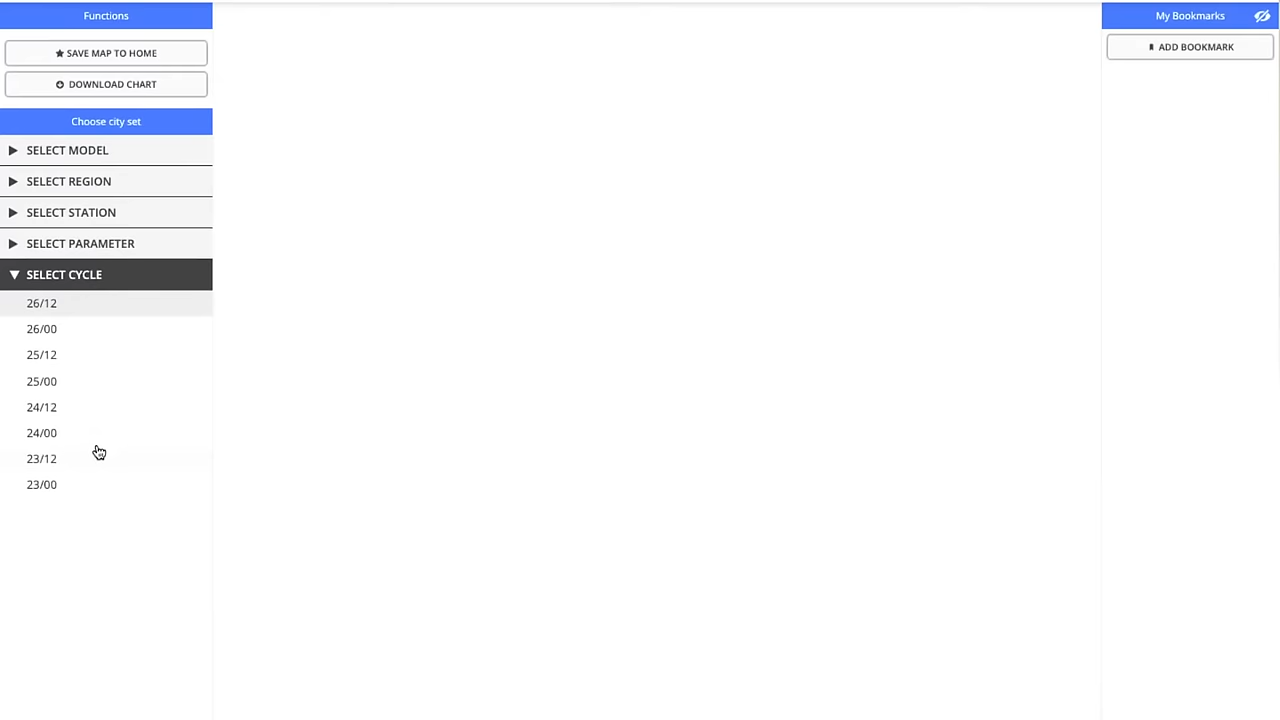 Functions
SAVE MAP TO HOME
DOWNLOAD CHART
Choose city set
SELECT MODEL
SELECT REGION
SELECT STATION
SELECT PARAMETER
SELECT CYCLE
26/12
26/00
25/12
25/00
24/12
24/00
23/12
23/00
My Bookmarks
ADD BOOKMARK